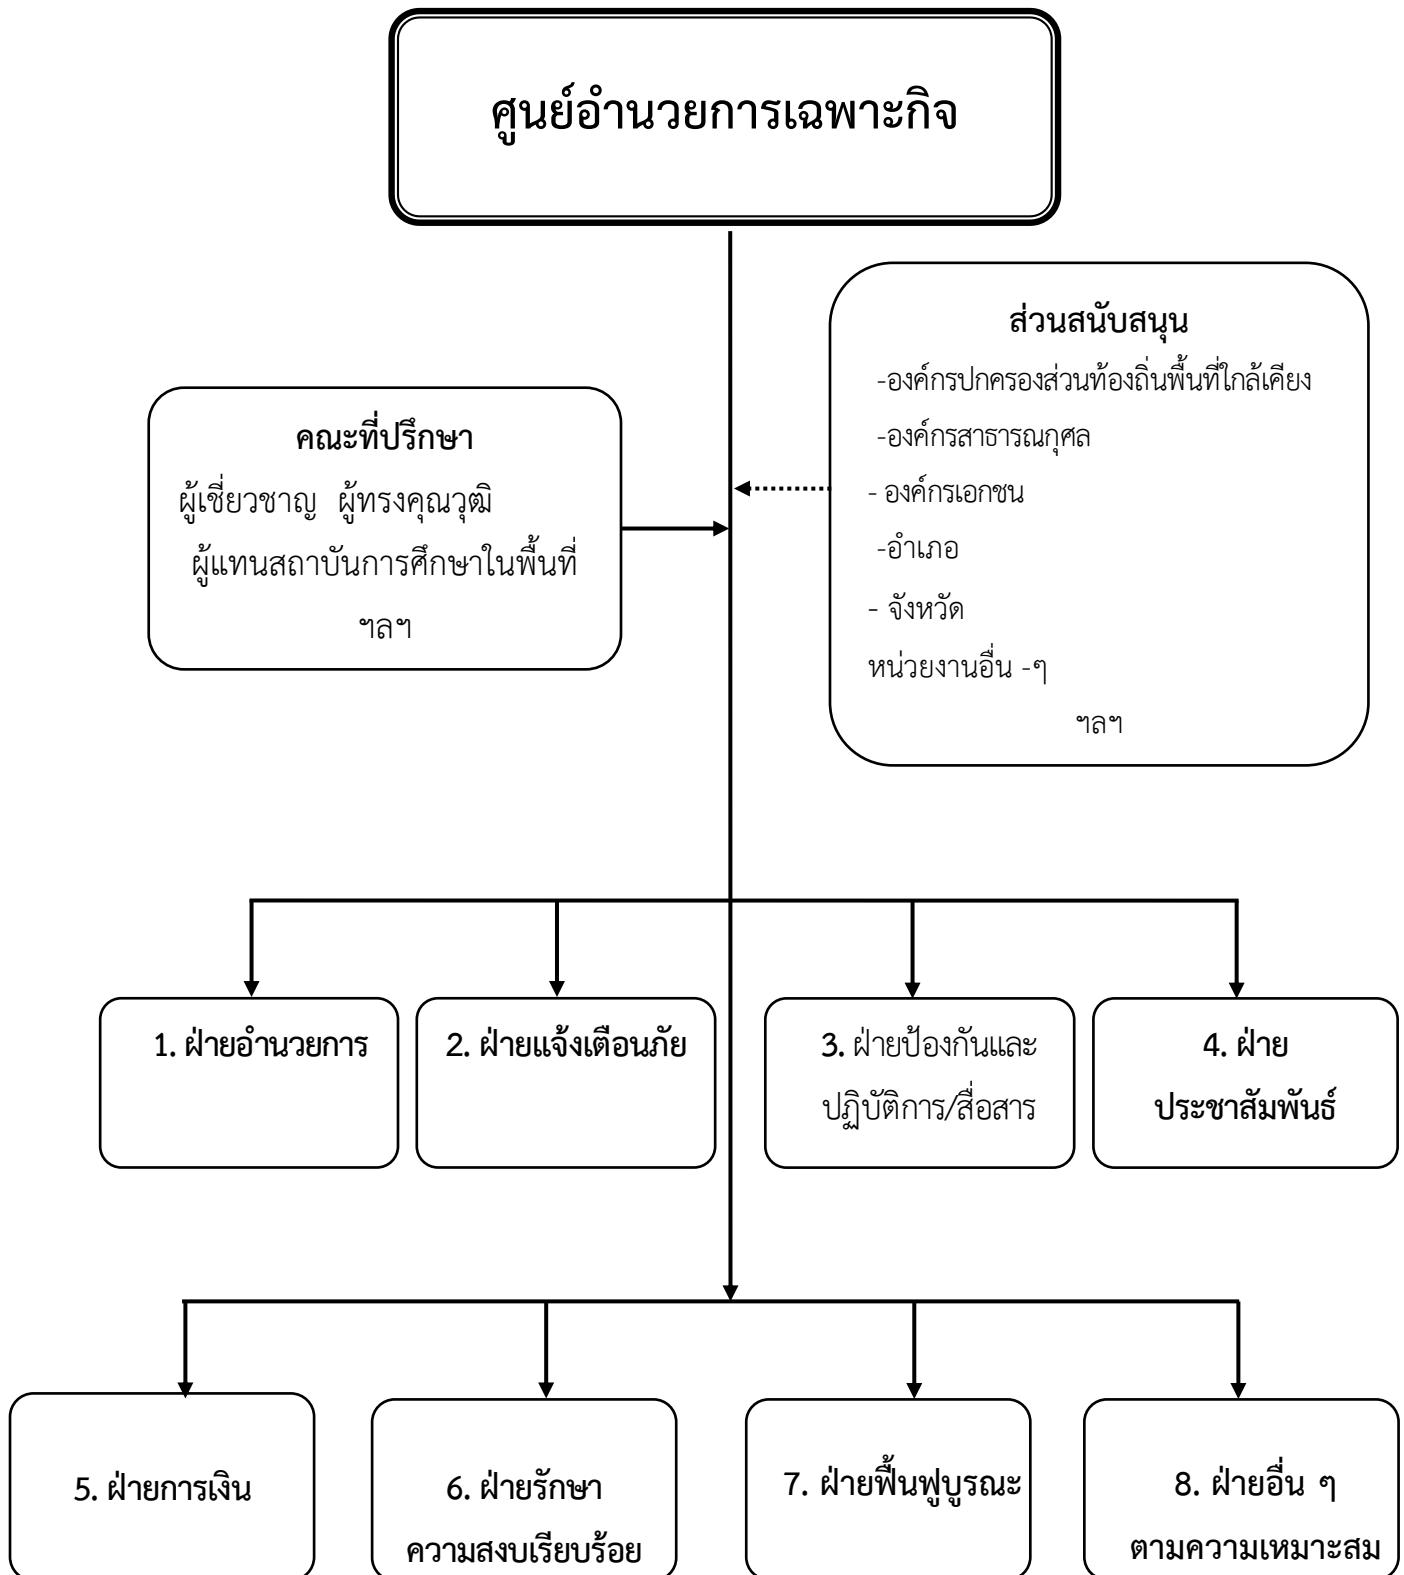 ศูนย์อำนวยการเฉพาะกิจ
ส่วนสนับสนุน
-องค์กรปกครองส่วนท้องถิ่นพื้นที่ใกล้เคียง
-องค์กรสาธารณกุศล
- องค์กรเอกชน
-อำเภอ
- จังหวัด
หน่วยงานอื่น -ๆ
ฯลฯ
คณะที่ปรึกษา
ผู้เชี่ยวชาญ ผู้ทรงคุณวุฒิ
ผู้แทนสถาบันการศึกษาในพื้นที่
ฯลฯ
1. ฝ่ายอำนวยการ
2. ฝ่ายแจ้งเตือนภัย
3. ฝ่ายป้องกันและ
ปฏิบัติการ/สื่อสาร
4. ฝ่าย
ประชาสัมพันธ์
5. ฝ่ายการเงิน
6. ฝ่ายรักษา
ความสงบเรียบร้อย
7. ฝ่ายฟื้นฟูบูรณะ
8. ฝ่ายอื่น ๆ
ตามความเหมาะสม